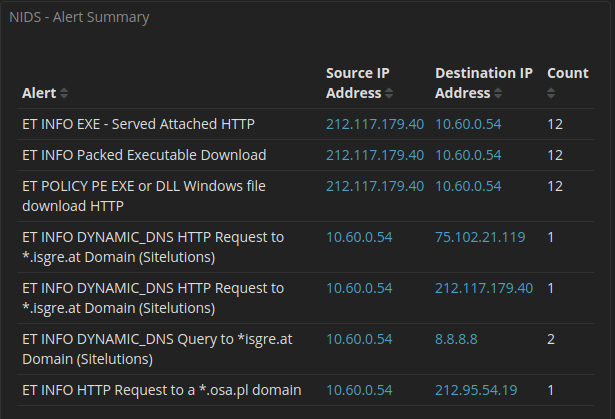 NIDS - Alert Summary
Source IP Destination IP Count
Alert Address Address
ET INFO EXE - Served Attached HTTP 212.117.179.40 10.60.0.54 12
ET INFO Packed Executable Download 212.117.179.40 10.60.0.54 12
ET POLICY PE EXE or DLL Windows file 212.117.179.40 10.60.0.54 12
download HTTP
ET INFO DYNAMIC_DNS HTTP Request to 10.60.0.54 75.102.21.119 1
*.isgre.at Domain (Sitelutions)
ET INFO DYNAMIC_DNS HTTP Request to 10.60.0.54 212.117.179.40 1
*.isgre.at Domain (Sitelutions)
ET INFO DYNAMIC_DNS Query to *isgre.at 10.60.0.54 8.8.8.8 2
Domain (Sitelutions)
ET INFO HTTP Request to a *.osa.pl domain 10.60.0.54 212.95.54.19 1